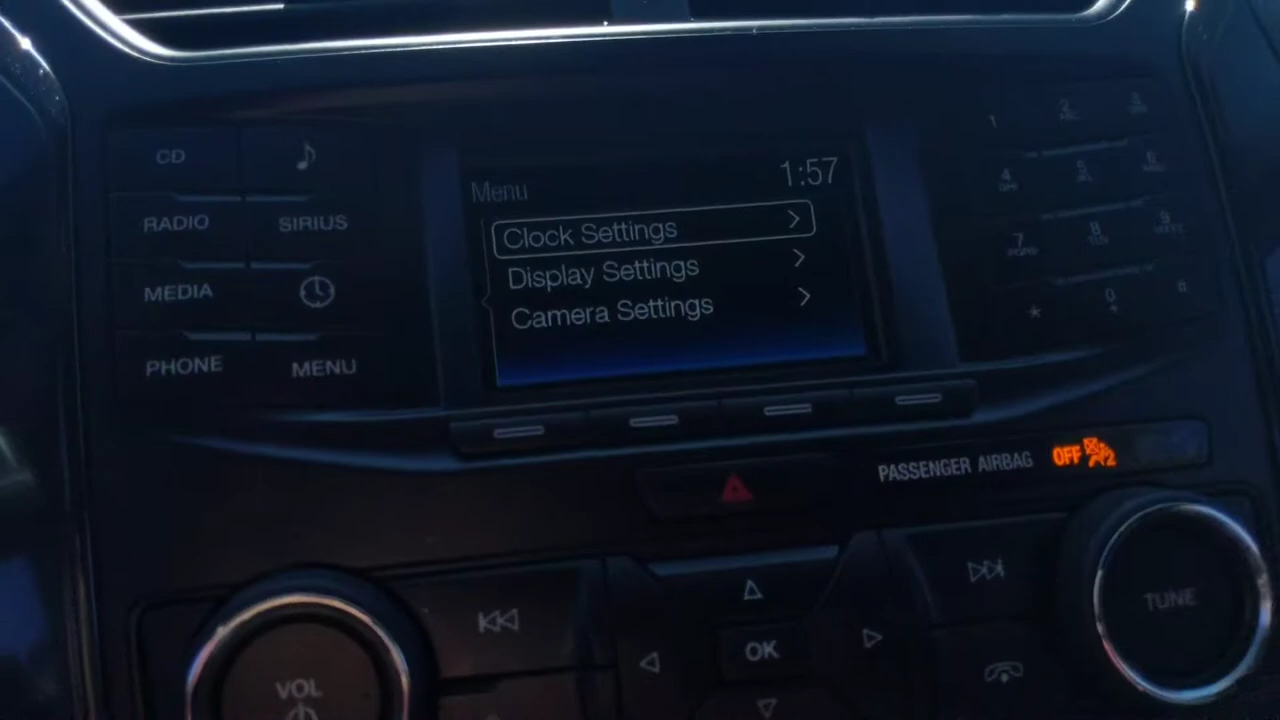 CD
RADIO SIRIUS
MEDIA
PHONE MENU
Menu 1:57
Clock Settings
Display Settings
Camera Settings
1 2 3
4 5 6
7 8 9
* 0 #
PASSENGER AIRBAG OFF 2
VOL
OK
TUNE